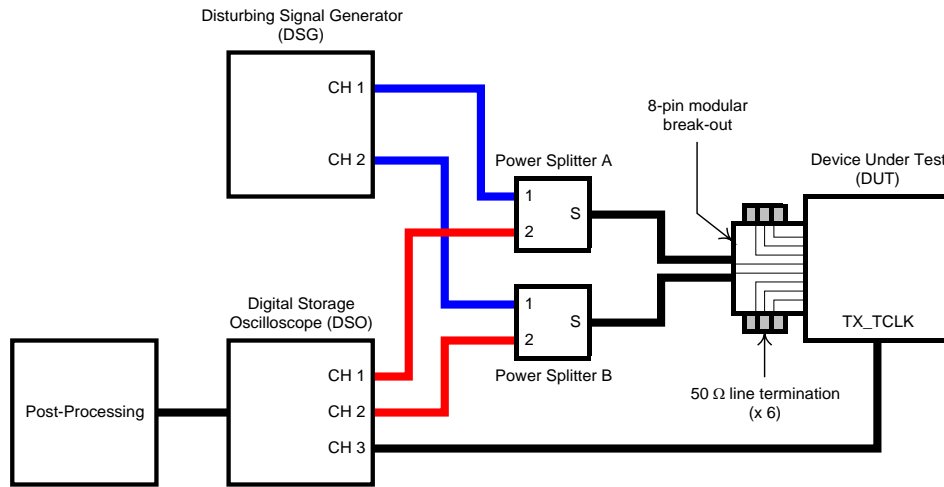 Disturbing Signal Generator
(DSG)
CH 1
CH 2
8-pin modular
break-out
Power Splitter A
1
2
S
Device Under Test
(DUT)
TX_TCLK
Digital Storage
Oscilloscope (DSO)
CH 1
CH 2
CH 3
1
2
S
Power Splitter B
50 Ω line termination
(x 6)
Post-Processing